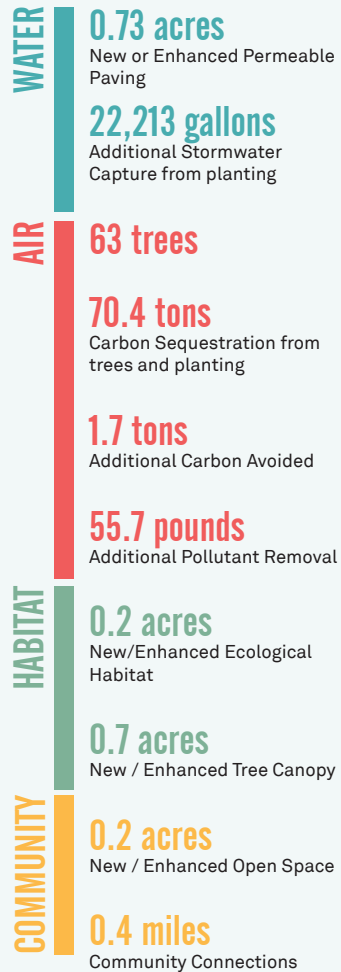 WATER
0.73 acres
New or Enhanced Permeable
Paving
22,213 gallons
Additional Stormwater
Capture from planting
AIR
63 trees
70.4 tons
Carbon Sequestration from
trees and planting
1.7 tons
Additional Carbon Avoided
55.7 pounds
Additional Pollutant Removal
HABITAT
0.2 acres
New/Enhanced Ecological
Habitat
0.7 acres
New / Enhanced Tree Canopy
COMMUNITY
0.2 acres
New / Enhanced Open Space
0.4 miles
Community Connections